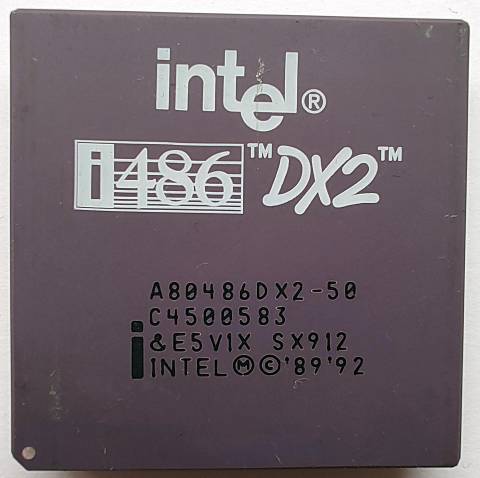 intel®
i486™ DX2™
A80486DX2-50
C4500583
&E5V1X SX912
i INTEL Ⓜ©'89'92